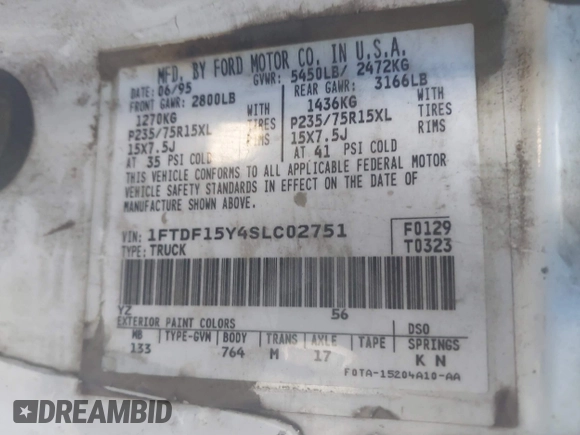 MFD. BY FORD MOTOR CO. IN U.S.A.
DATE: 06/95 GVWR: 5450LB/ 2472KG
FRONT GAWR: 2800LB REAR GAWR: 3166LB
1270KG WITH 1436KG WITH
P235/75R15XL TIRES P235/75R15XL TIRES
15X7.5J RIMS 15X7.5J RIMS
AT 35 PSI COLD AT 41 PSI COLD
THIS VEHICLE CONFORMS TO ALL APPLICABLE FEDERAL MOTOR
VEHICLE SAFETY STANDARDS IN EFFECT ON THE DATE OF
MANUFACTURE SHOWN ABOVE.
VIN: 1FTDF15Y4SLC02751 F0129
TYPE: TRUCK T0323
YZ 56
EXTERIOR PAINT COLORS DSO
WB TYPE-GVW BODY TRANS AXLE TAPE SPRINGS
133 764 M 17 K N
F0TA-15204A10-AA
DREAMBID